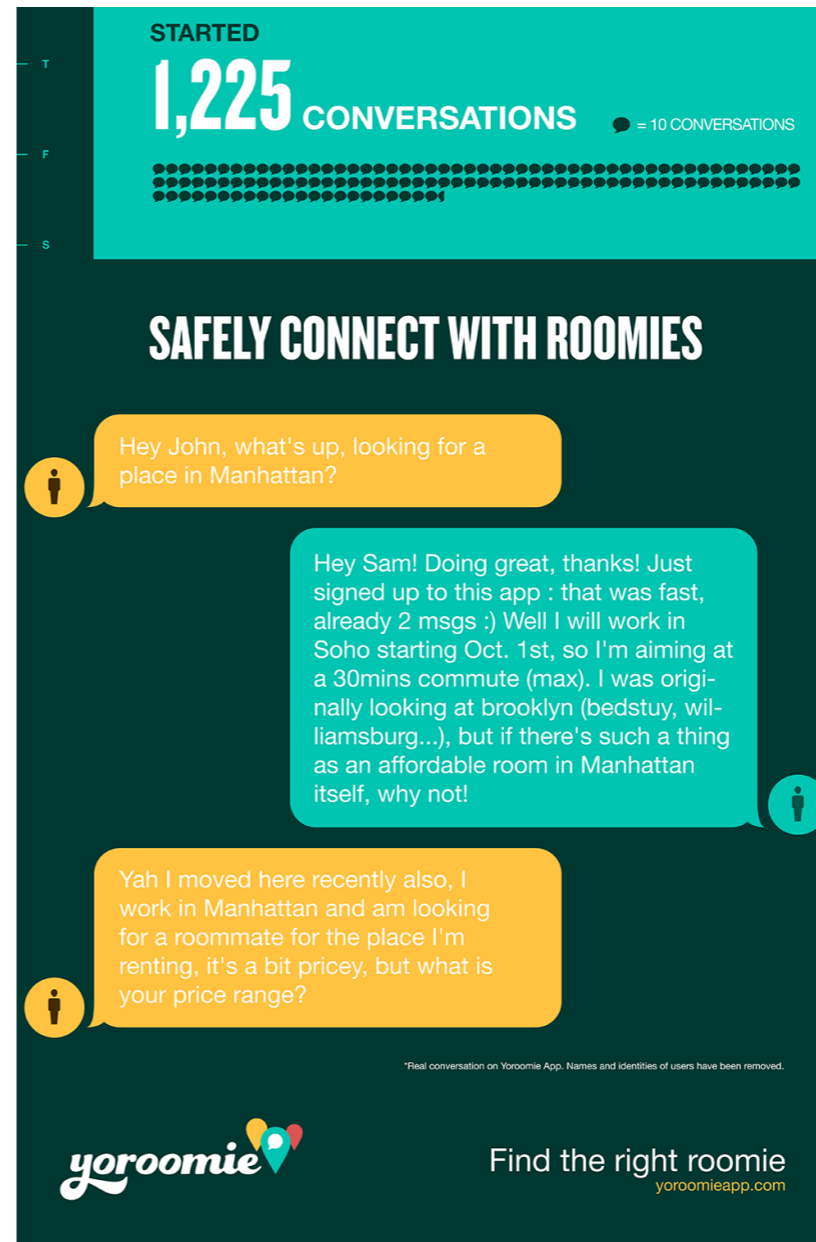 STARTED
T
1,225 CONVERSATIONS
= 10 CONVERSATIONS
F
S
SAFELY CONNECT WITH ROOMIES
Hey John, what's up, looking for a
place in Manhattan?
Hey Sam! Doing great, thanks! Just
signed up to this app : that was fast,
already 2 msgs :) Well I will work in
Soho starting Oct. 1st, so I'm aiming at
a 30mins commute (max). I was origi-
nally looking at brooklyn (bedstuy, wil-
liamsburg...), but if there's such a thing
as an affordable room in Manhattan
itself, why not!
Yah I moved here recently also, I
work in Manhattan and am looking
for a roommate for the place I'm
renting, it's a bit pricey, but what is
your price range?
*Real conversation on Yoroomie App. Names and identities of users have been removed.
yoroomie
Find the right roomie
yoroomieapp.com